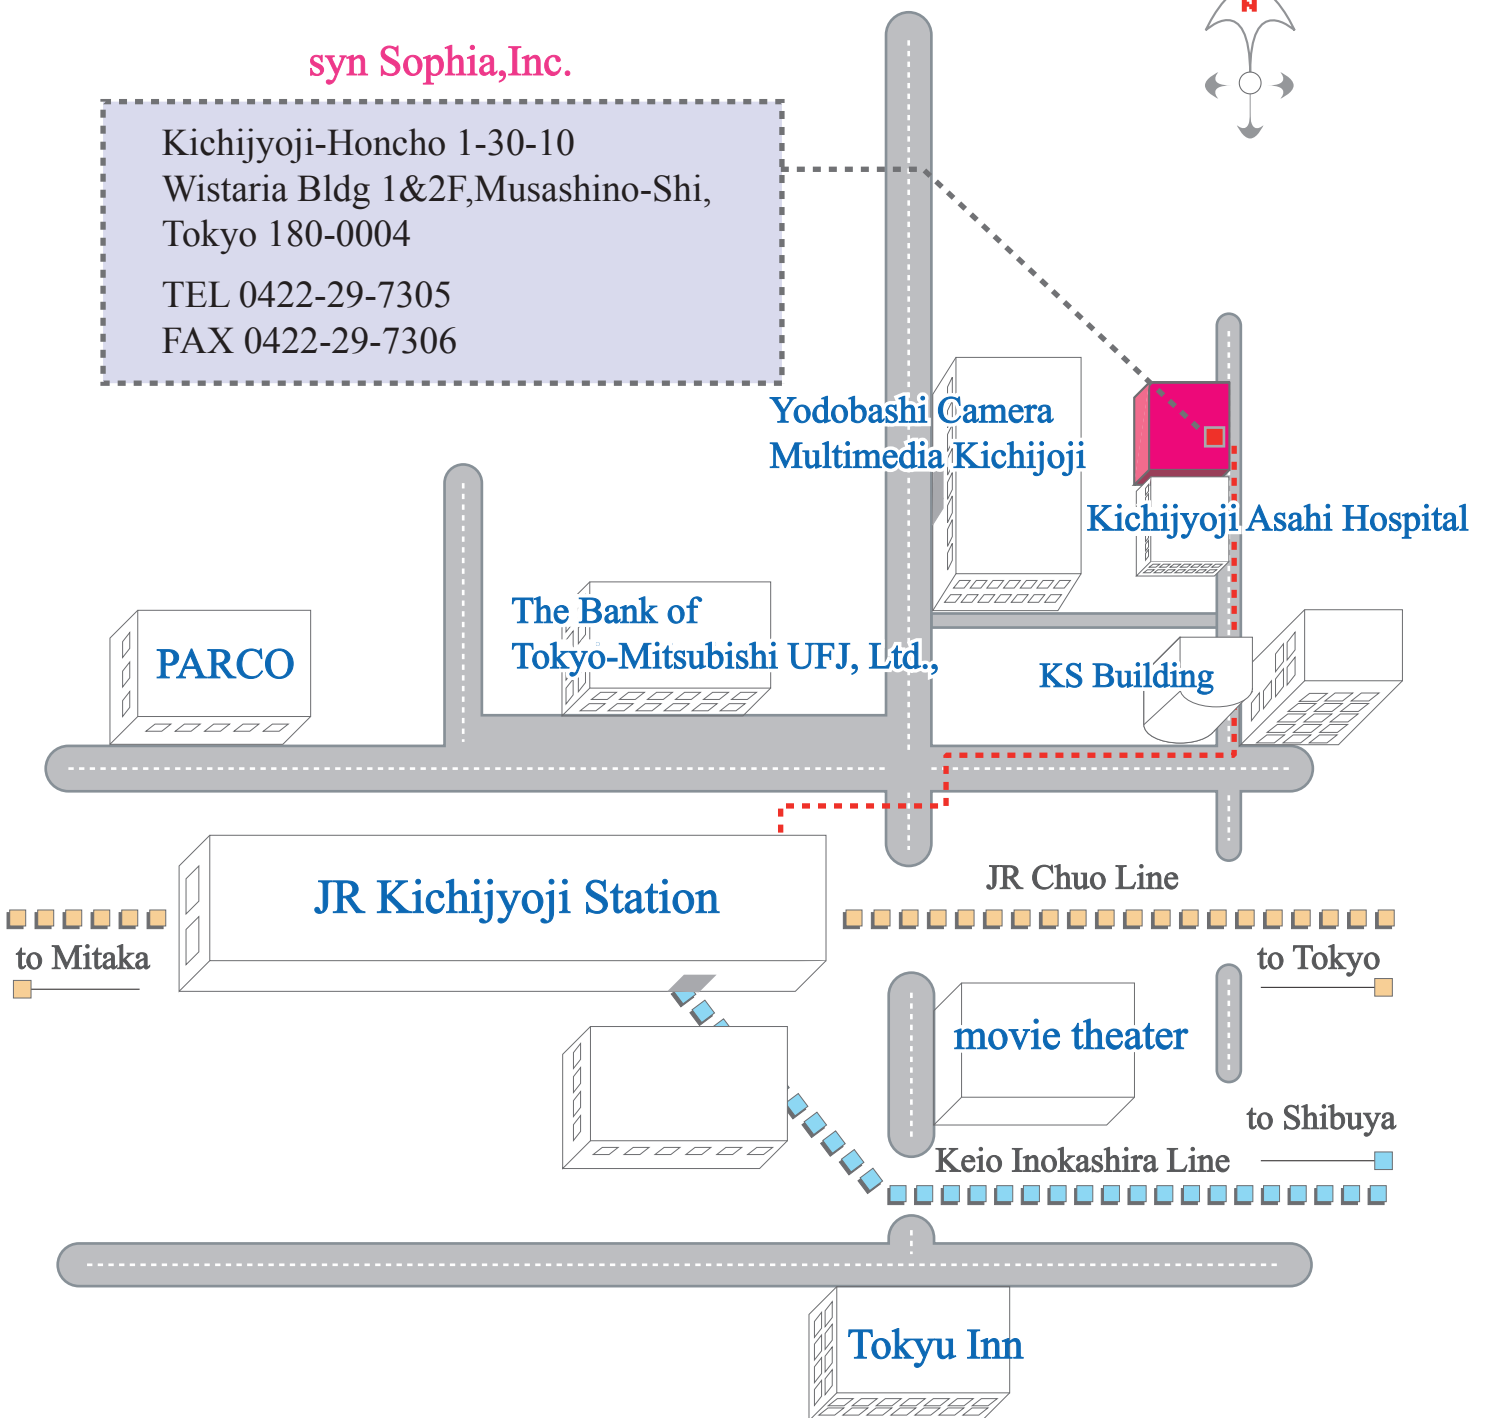 N
syn Sophia,Inc.
Kichijyoji-Honcho 1-30-10
Wistaria Bldg 1&2F,Musashino-Shi,
Tokyo 180-0004
TEL 0422-29-7305
FAX 0422-29-7306
Yodobashi Camera
Multimedia Kichijoji
Kichijyoji Asahi Hospital
The Bank of
Tokyo-Mitsubishi UFJ, Ltd.,
PARCO
KS Building
JR Kichijyoji Station
JR Chuo Line
to Mitaka
to Tokyo
movie theater
to Shibuya
Keio Inokashira Line
Tokyu Inn